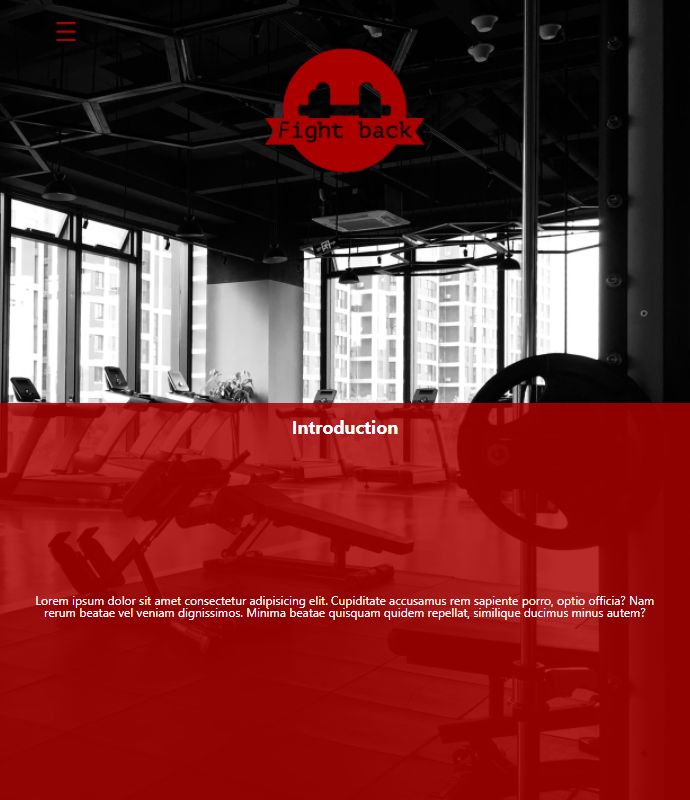 Fight back
Introduction
Lorem ipsum dolor sit amet consectetur adipisicing elit. Cupiditate accusamus rem sapiente porro, optio officia? Nam
rerum beatae vel veniam dignissimos. Minima beatae quisquam quidem repellat, similique ducimus minus autem?